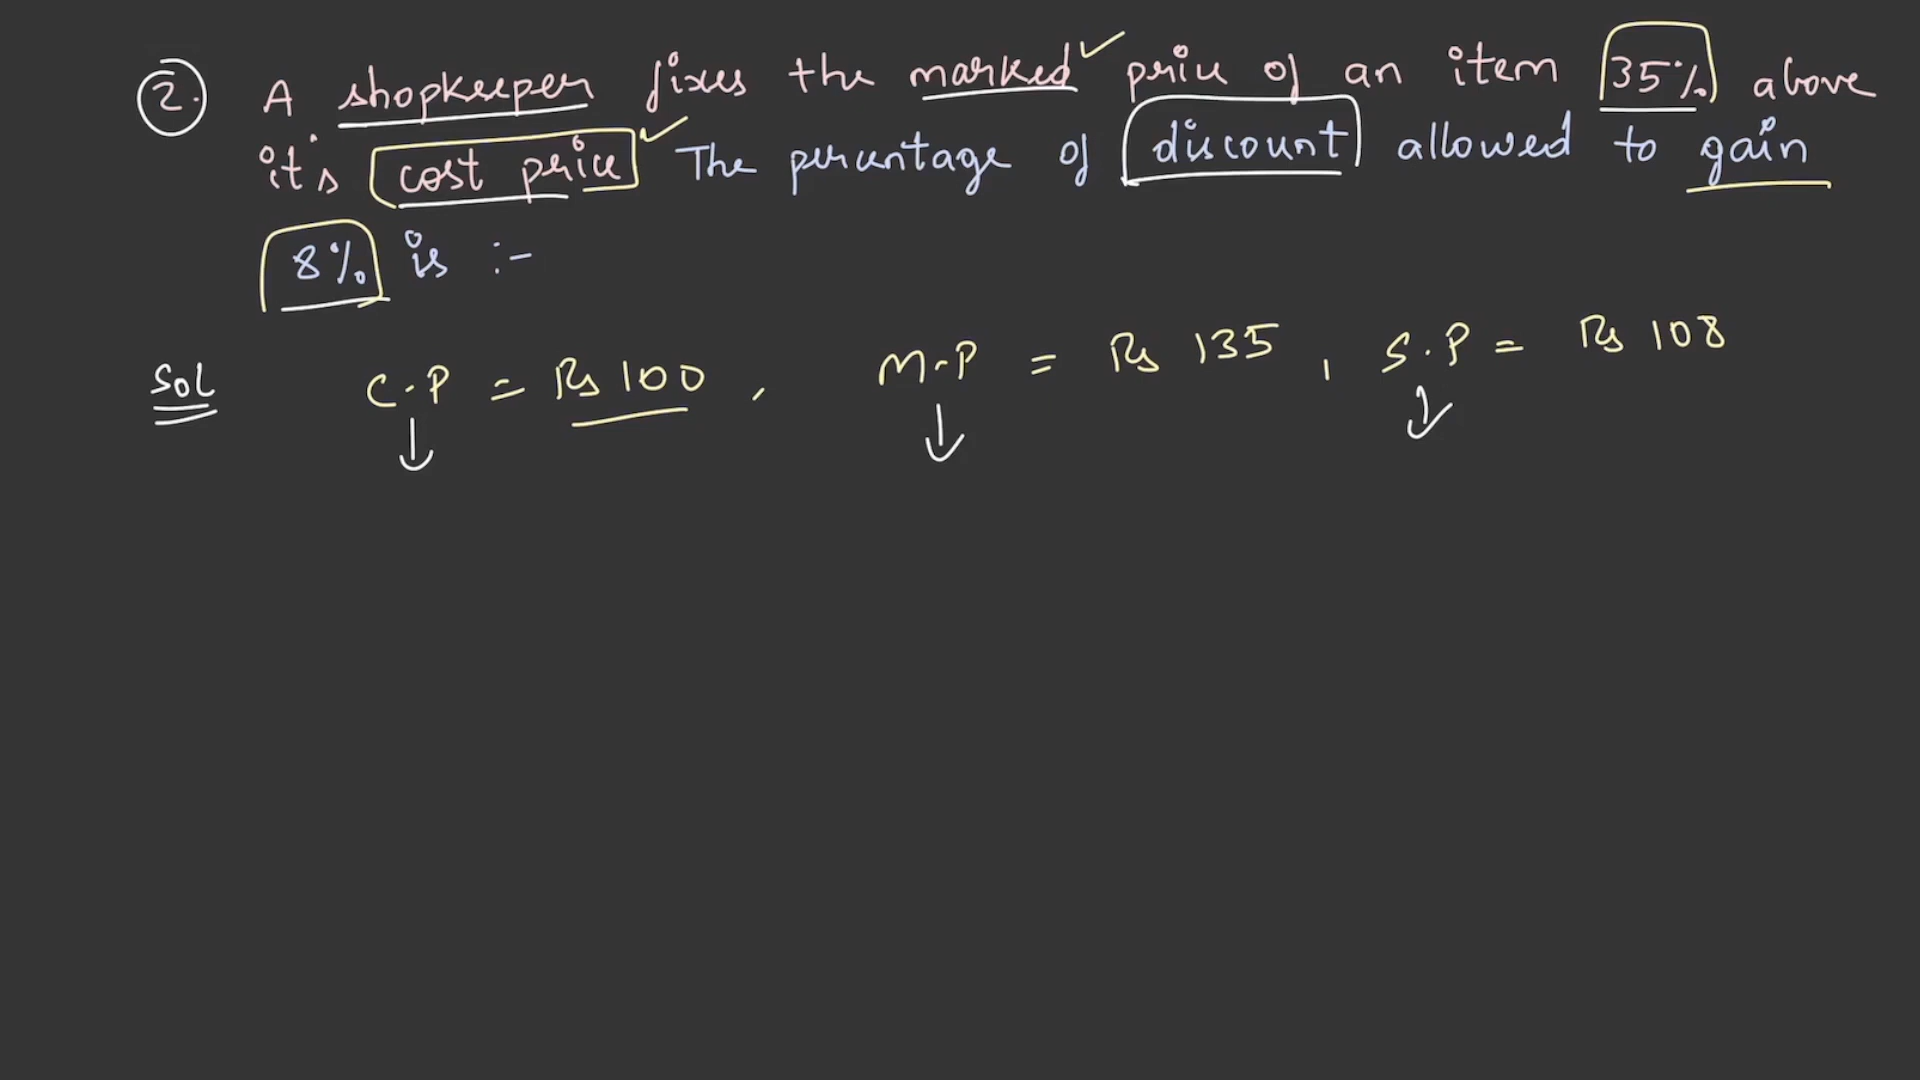 2. A shopkeeper fixes the marked price of an item 35% above
it's cost price The percentage of discount allowed to gain
8% is :-
Sol C.P = Rs 100, M.P = Rs 135, S.P = Rs 108